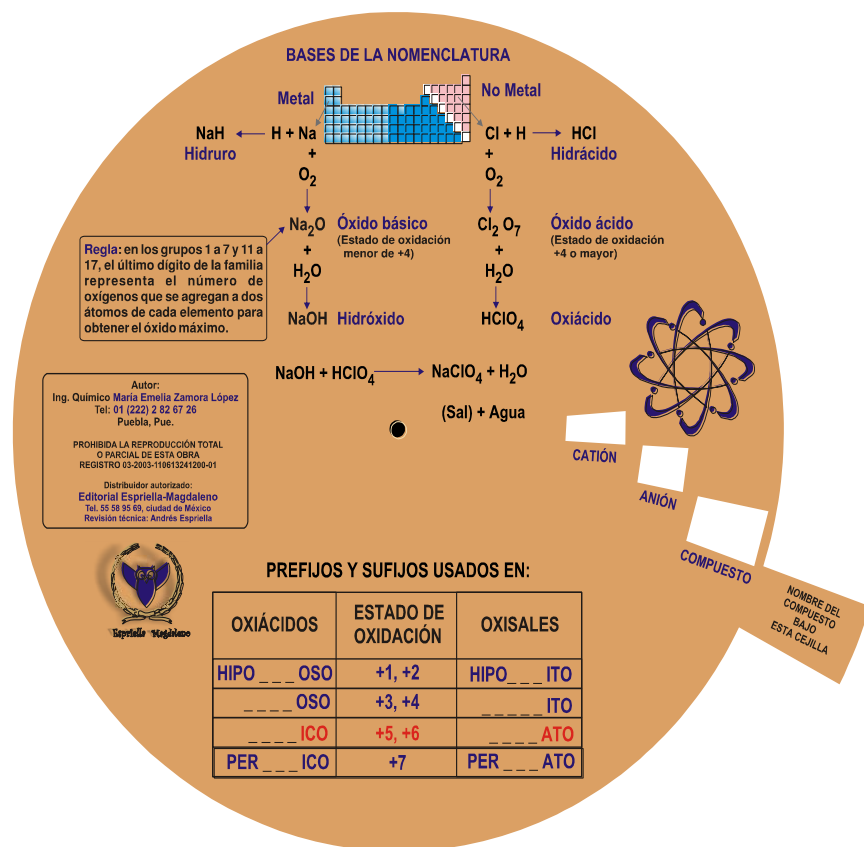 BASES DE LA NOMENCLATURA
Metal
No Metal
NaH
H + Na
Cl + H
HCl
Hidruro
Hidrácido
+
+
O2
O2
Na2O
Óxido básico
(Estado de oxidación
menor de +4)
Cl2 O7
Óxido ácido
(Estado de oxidación
+4 o mayor)
Regla: en los grupos 1 a 7 y 11 a
17, el último dígito de la familia
representa el número de
oxígenos que se agregan a dos
átomos de cada elemento para
obtener el óxido máximo.
+
+
H2O
H2O
NaOH
Hidróxido
HClO4
Oxiácido
NaOH + HClO4
NaClO4 + H2O
(Sal) + Agua
Autor:
Ing. Quimico María Emelia Zamora López
Tel: 01 (222) 2 82 67 26
Puebla, Pue.
PROHIBIDA LA REPRODUCCIÓN TOTAL
O PARCIAL DE ESTA OBRA
REGISTRO 03-2003-110613241200-01
Distribuidor autorizado:
Editorial Espriella-Magdaleno
Tel. 55 58 95 69, ciudad de México
Revisión técnica: Andrés Espriella
CATIÓN
ANIÓN
COMPUESTO
NOMBRE DEL
COMPUESTO
BAJO
ESTA CEJILLA
Espriella Magdaleno
PREFIJOS Y SUFIJOS USADOS EN:
OXIÁCIDOS
ESTADO DE
OXIDACIÓN
OXISALES
HIPO _ _ _ OSO
+1, +2
HIPO_ _ _ ITO
_ _ _ _ OSO
+3, +4
_ _ _ _ _ ITO
_ _ _ _ ICO
+5, +6
_ _ _ _ ATO
PER _ _ _ ICO
+7
PER _ _ _ ATO